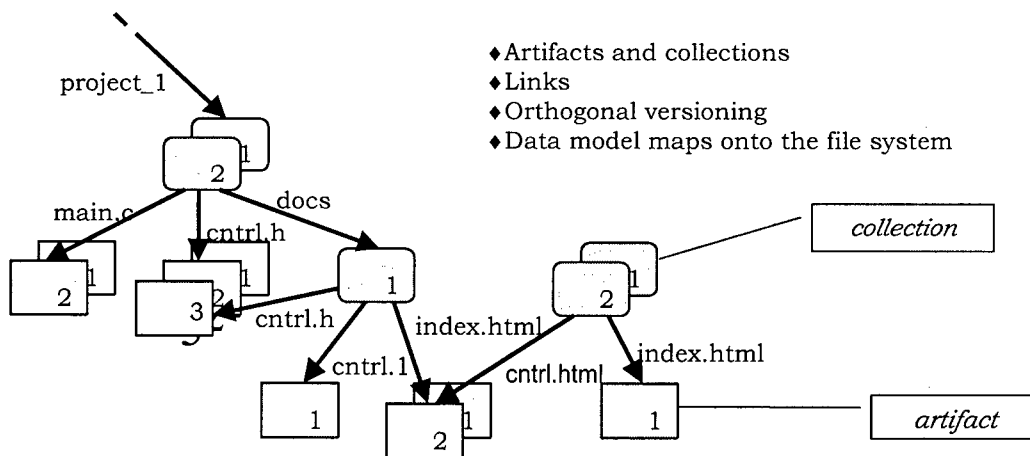 ♦Artifacts and collections
♦Links
♦Orthogonal versioning
♦Data model maps onto the file system
project_1
1
2
main.c
cntrl.h
docs
collection
1
2
1
2
3
1
1
2
cntrl.h
index.html
cntrl.1
cntrl.html
index.html
1
1
2
1
artifact